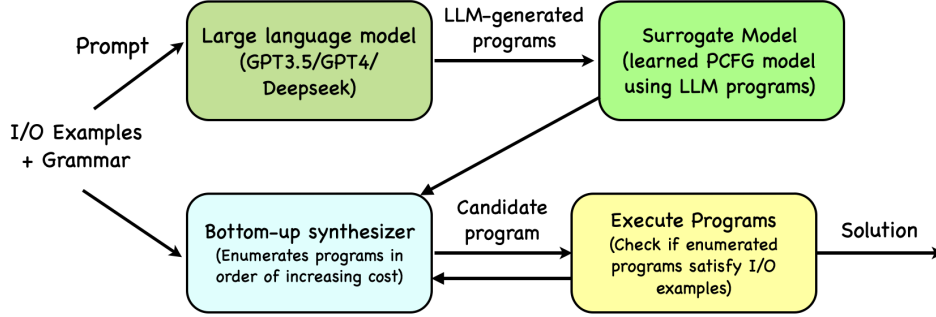 Prompt
Large language model
(GPT3.5/GPT4/
Deepseek)
LLM-generated
programs
Surrogate Model
(learned PCFG model
using LLM programs)
I/O Examples
+ Grammar
Bottom-up synthesizer
(Enumerates programs in
order of increasing cost)
Candidate
program
Execute Programs
(Check if enumerated
programs satisfy I/O
examples)
Solution